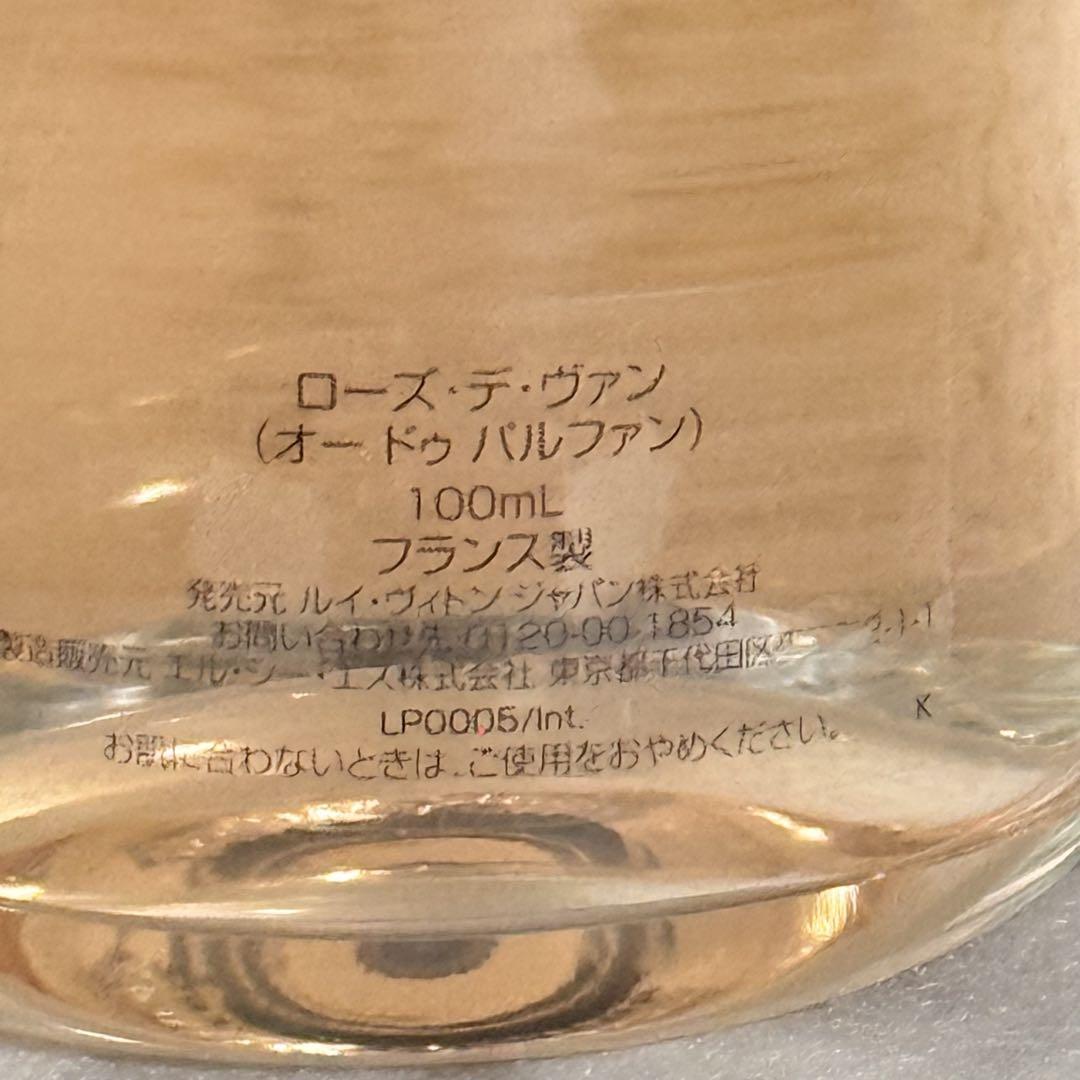 ローズ・デ・ヴァン
(オー ドゥ パルファン)
100mL
フランス製
発売元 ルイ・ヴィトン ジャパン株式会社
お問い合わせ先 0120-00-1854
製造販売元 エル・シー・エス株式会社 東京都千代田区
LP0005/Int.
K
お肌に合わないときは、ご使用をおやめください。